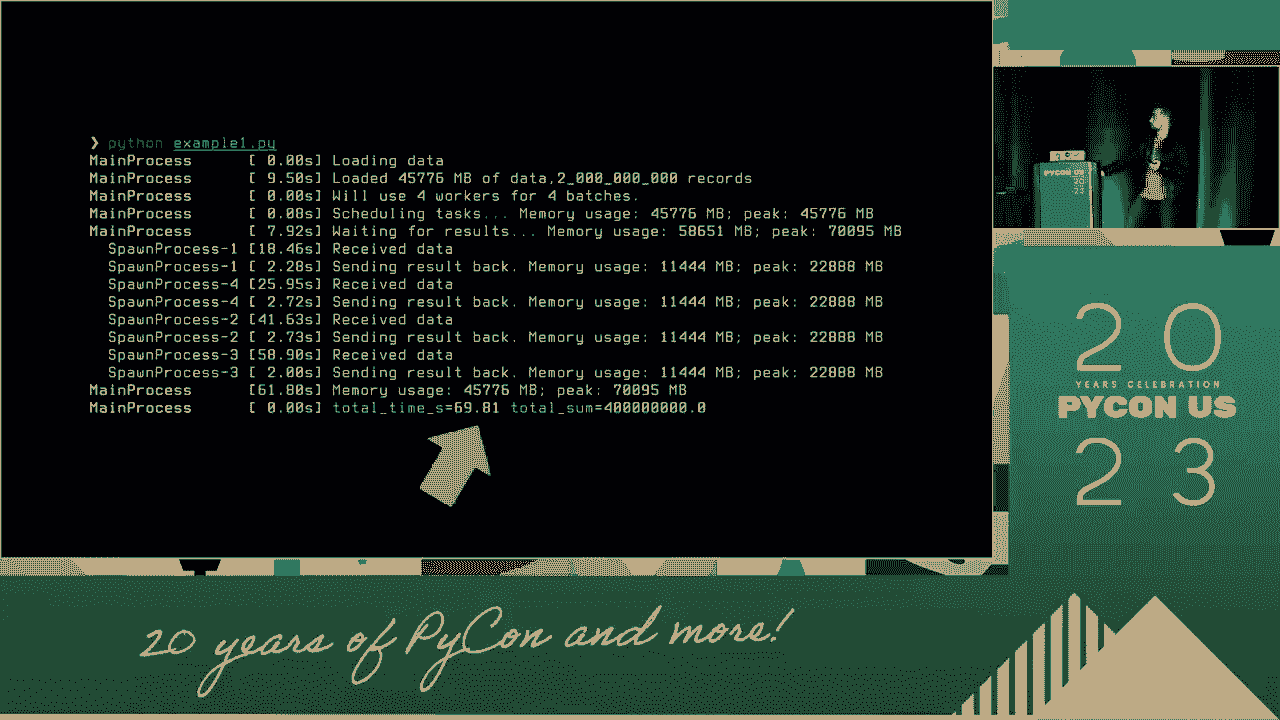 ❯ python example1.py
MainProcess [ 0.00s] Loading data
MainProcess [ 9.50s] Loaded 45776 MB of data,2_000_000_000 records
MainProcess [ 0.00s] Will use 4 workers for 4 batches.
MainProcess [ 0.08s] Scheduling tasks... Memory usage: 45776 MB; peak: 45776 MB
MainProcess [ 7.92s] Waiting for results... Memory usage: 58651 MB; peak: 70095 MB
SpawnProcess-1 [18.46s] Received data
SpawnProcess-1 [ 2.28s] Sending result back. Memory usage: 11444 MB; peak: 22888 MB
SpawnProcess-4 [25.95s] Received data
SpawnProcess-4 [ 2.72s] Sending result back. Memory usage: 11444 MB; peak: 22888 MB
SpawnProcess-2 [41.63s] Received data
SpawnProcess-2 [ 2.73s] Sending result back. Memory usage: 11444 MB; peak: 22888 MB
SpawnProcess-3 [58.90s] Received data
SpawnProcess-3 [ 2.00s] Sending result back. Memory usage: 11444 MB; peak: 22888 MB
MainProcess [61.80s] Memory usage: 45776 MB; peak: 70095 MB
MainProcess [ 0.00s] total_time_s=69.81 total_sum=400000000.0
PYCON US
20
YEARS CELEBRATION
PYCON US
23
20 years of PyCon and more!